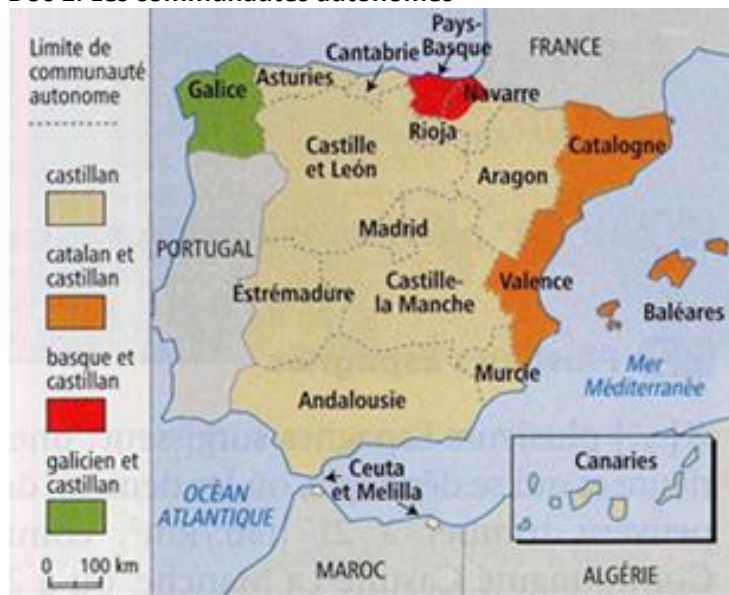 Doc 2: Les communautés autonomes
Limite de
communauté
autonome
castillan
catalan et
castillan
basque et
castillan
galicien et
castillan
0 100 km
Pays-
Basque
Cantabrie
FRANCE
Asturies
Galice
Navarre
Rioja
Castille
et León
Catalogne
Aragon
Madrid
PORTUGAL
Estrémadure
Castille-
la Manche
Valence
Baléares
Mer
Méditerranée
Murcie
Andalousie
Ceuta
et Melilla
Canaries
OCÉAN
ATLANTIQUE
MAROC
ALGÉRIE